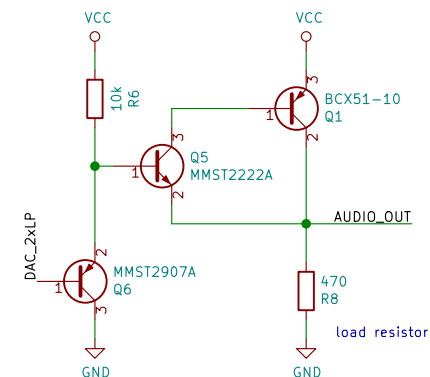 VCC
VCC
10k
R6
3
BCX51-10
1
Q1
2
3
Q5
1
MMST2222A
2
AUDIO_OUT
DAC_2xLP
2
MMST2907A
1
Q6
3
470
R8
load resistor
GND
GND